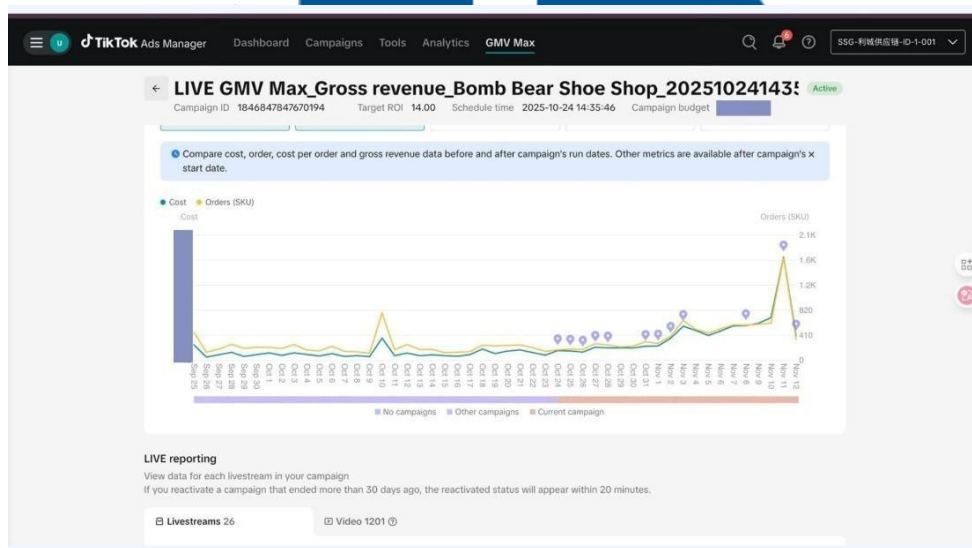 U TikTok Ads Manager Dashboard Campaigns Tools Analytics GMV Max 6 SSG-利城供应链-ID-1-001
LIVE GMV Max_Gross revenue_Bomb Bear Shoe Shop_202510241435 Active
Campaign ID 1846847847670194 Target ROI 14.00 Schedule time 2025-10-24 14:35:46 Campaign budget
Compare cost, order, cost per order and gross revenue data before and after campaign's run dates. Other metrics are available after campaign's
start date.
Cost Orders (SKU)
Cost Orders (SKU)
2.1K
1.6K
1.2K
820
410
0
Sep 25 Sep 26 Sep 27 Sep 28 Sep 29 Sep 30 Oct 1 Oct 2 Oct 3 Oct 4 Oct 5 Oct 6 Oct 7 Oct 8 Oct 9 Oct 10 Oct 11 Oct 12 Oct 13 Oct 14 Oct 15 Oct 16 Oct 17 Oct 18 Oct 19 Oct 20 Oct 21 Oct 22 Oct 23 Oct 24 Oct 25 Oct 26 Oct 27 Oct 28 Oct 29 Oct 30 Oct 31 Nov 1 Nov 2 Nov 3 Nov 4 Nov 5 Nov 6 Nov 7 Nov 8 Nov 9 Nov 10 Nov 11 Nov 12
No campaigns Other campaigns Current campaign
LIVE reporting
View data for each livestream in your campaign
If you reactivate a campaign that ended more than 30 days ago, the reactivated status will appear within 20 minutes.
Livestreams 26 Video 1201